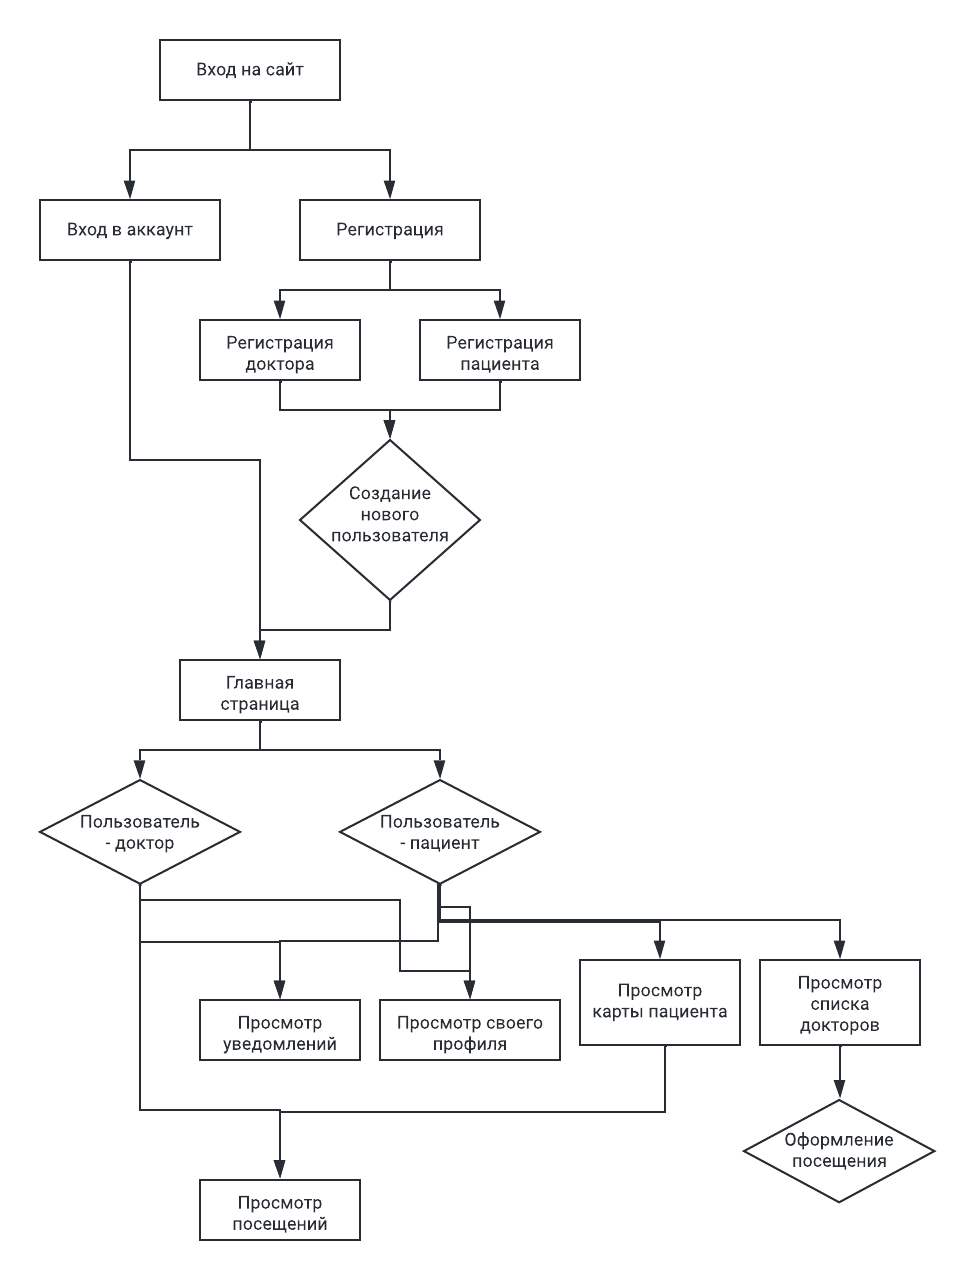 Вход на сайт
Вход в аккаунт
Регистрация
Регистрация
доктора
Регистрация
пациента
Создание
нового
пользователя
Главная
страница
Пользователь
- доктор
Пользователь
- пациент
Просмотр
уведомлений
Просмотр своего
профиля
Просмотр
карты пациента
Просмотр
списка
докторов
Оформление
посещения
Просмотр
посещений